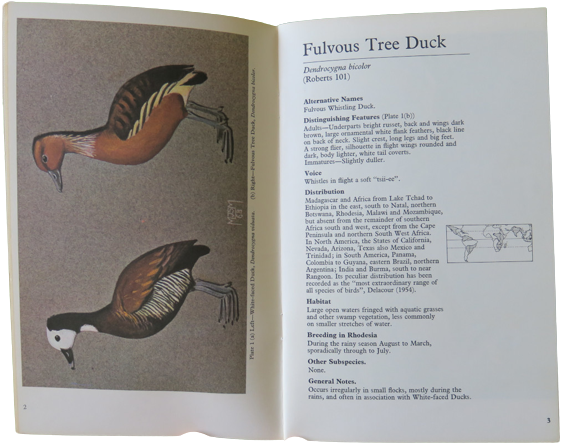 Plate 1 (a) Left—White-faced Duck, Dendrocygna viduata. (b) Right—Fulvous Tree Duck, Dendrocygna bicolor.
2
Fulvous Tree Duck
Dendrocygna bicolor
(Roberts 101)
Alternative Names
Fulvous Whistling Duck.
Distinguishing Features (Plate 1(b))
Adults—Underparts bright russet, back and wings dark
brown, large ornamental white flank feathers, black line
on back of neck. Slight crest, long legs and big feet.
A strong flier, silhouette in flight wings rounded and
dark, body lighter, white tail coverts.
Immatures—Slightly duller.
Voice
Whistles in flight a soft "tsii-ee".
Distribution
Madagascar and Africa from Lake Tchad to
Ethiopia in the east, south to Natal, northern
Botswana, Rhodesia, Malawi and Mozambique,
but absent from the remainder of southern
Africa south and west, except from the Cape
Peninsula and northern South West Africa.
In North America, the States of California,
Nevada, Arizona, Texas also Mexico and
Trinidad; in South America, Panama,
Colombia to Guyana, eastern Brazil, northern
Argentina; India and Burma, south to near
Rangoon. Its peculiar distribution has been
recorded as the "most extraordinary range of
all species of birds", Delacour (1954).
Habitat
Large open waters fringed with aquatic grasses
and other swamp vegetation, less commonly
on smaller stretches of water.
Breeding in Rhodesia
During the rainy season August to March,
sporadically through to July.
Other Subspecies.
None.
General Notes.
Occurs irregularly in small flocks, mostly during the
rains, and often in association with White-faced Ducks.
3